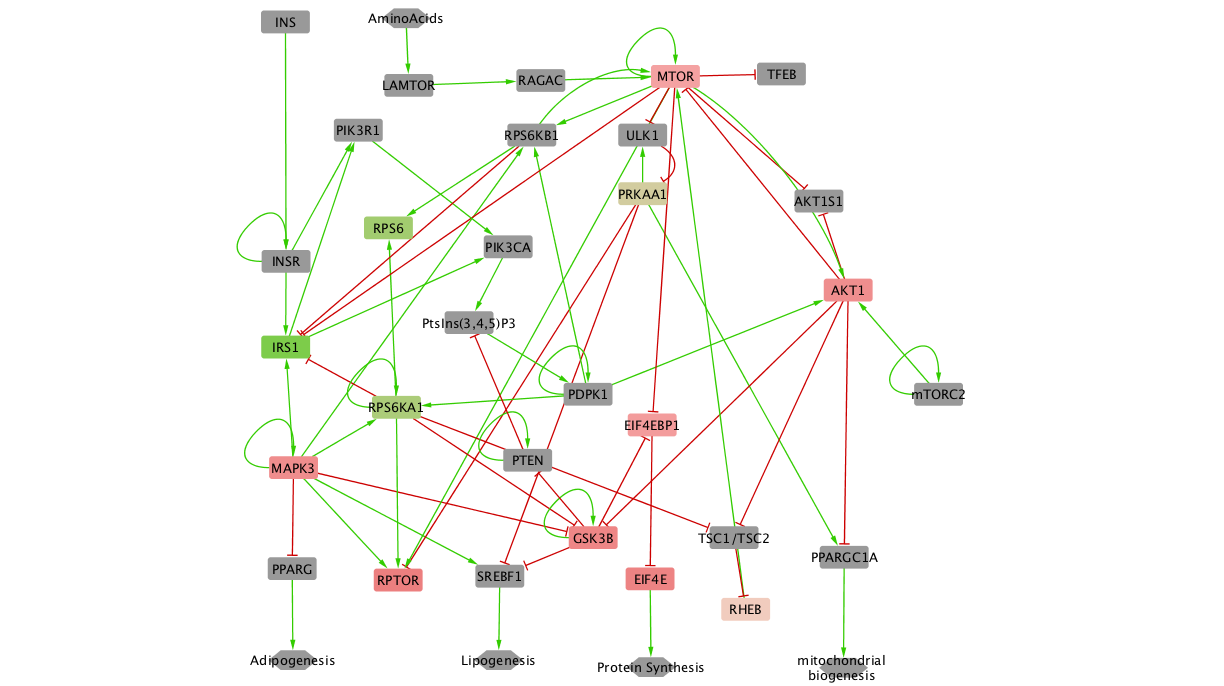 INS
AminoAcids
LAMTOR
RAGAC
MTOR
TFEB
PIK3R1
RPS6KB1
ULK1
PRKAA1
AKT1S1
RPS6
PIK3CA
INSR
AKT1
PtsIns(3,4,5)P3
IRS1
PDPK1
mTORC2
RPS6KA1
EIF4EBP1
PTEN
MAPK3
GSK3B
TSC1/TSC2
PPARGC1A
PPARG
RPTOR
SREBF1
EIF4E
RHEB
Adipogenesis
Lipogenesis
Protein Synthesis
mitochondrial
biogenesis